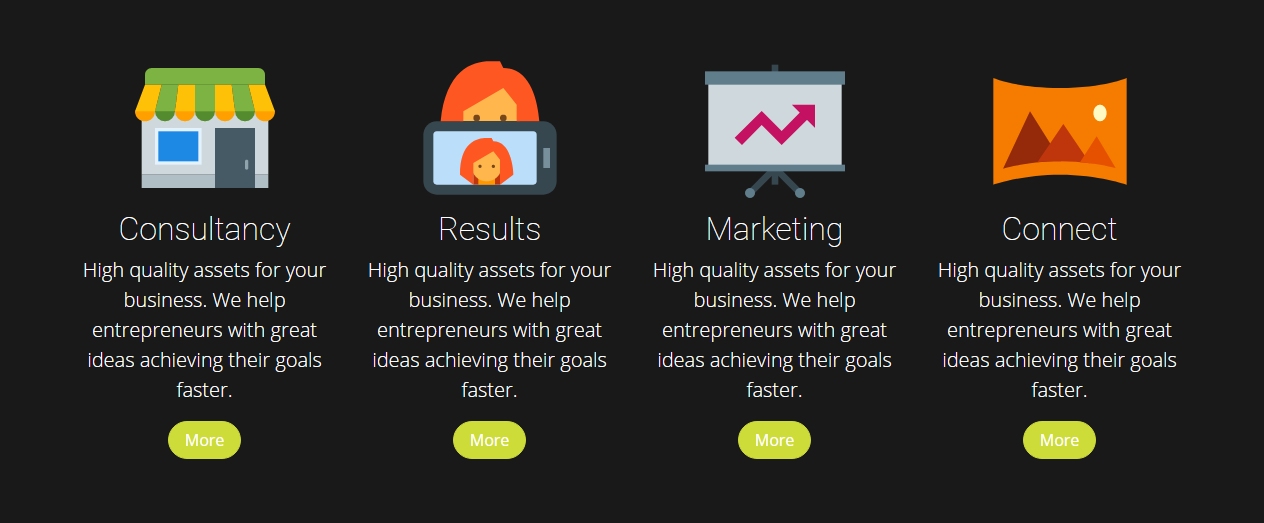 Consultancy
High quality assets for your
business. We help
entrepreneurs with great
ideas achieving their goals
faster.
More
Results
High quality assets for your
business. We help
entrepreneurs with great
ideas achieving their goals
faster.
More
Marketing
High quality assets for your
business. We help
entrepreneurs with great
ideas achieving their goals
faster.
More
Connect
High quality assets for your
business. We help
entrepreneurs with great
ideas achieving their goals
faster.
More